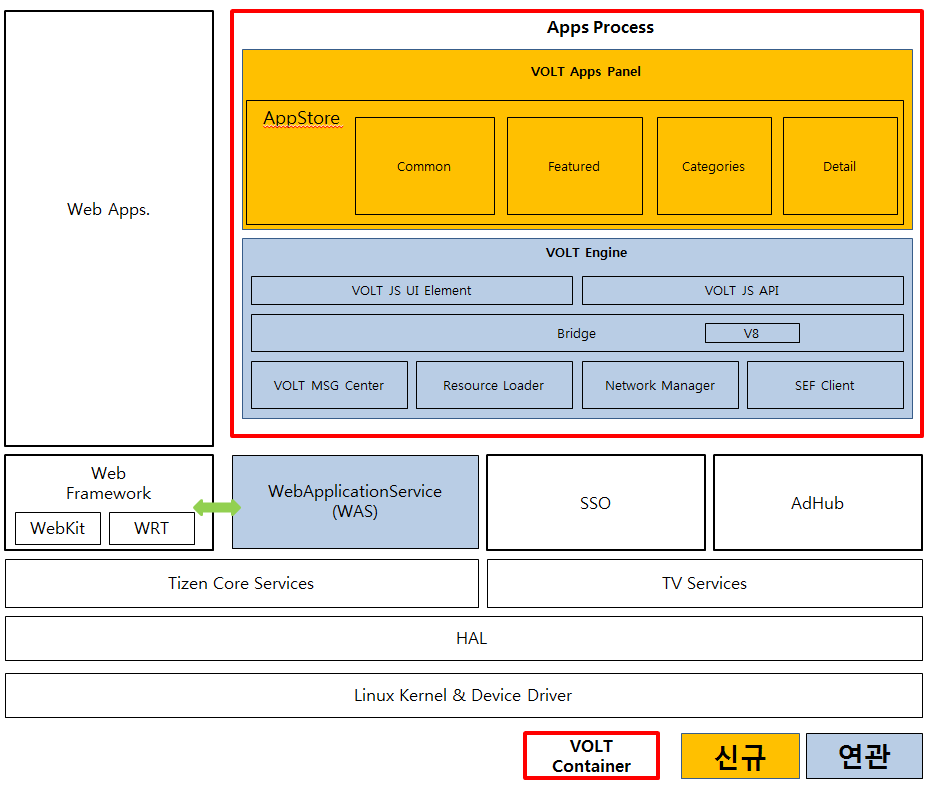 Apps Process
VOLT Apps Panel
AppStore
Common
Featured
Categories
Detail
Web Apps.
VOLT Engine
VOLT JS UI Element
VOLT JS API
Bridge
V8
VOLT MSG Center
Resource Loader
Network Manager
SEF Client
Web
Framework
WebKit
WRT
WebApplicationService
(WAS)
SSO
AdHub
Tizen Core Services
TV Services
HAL
Linux Kernel & Device Driver
VOLT
Container
신규
연관